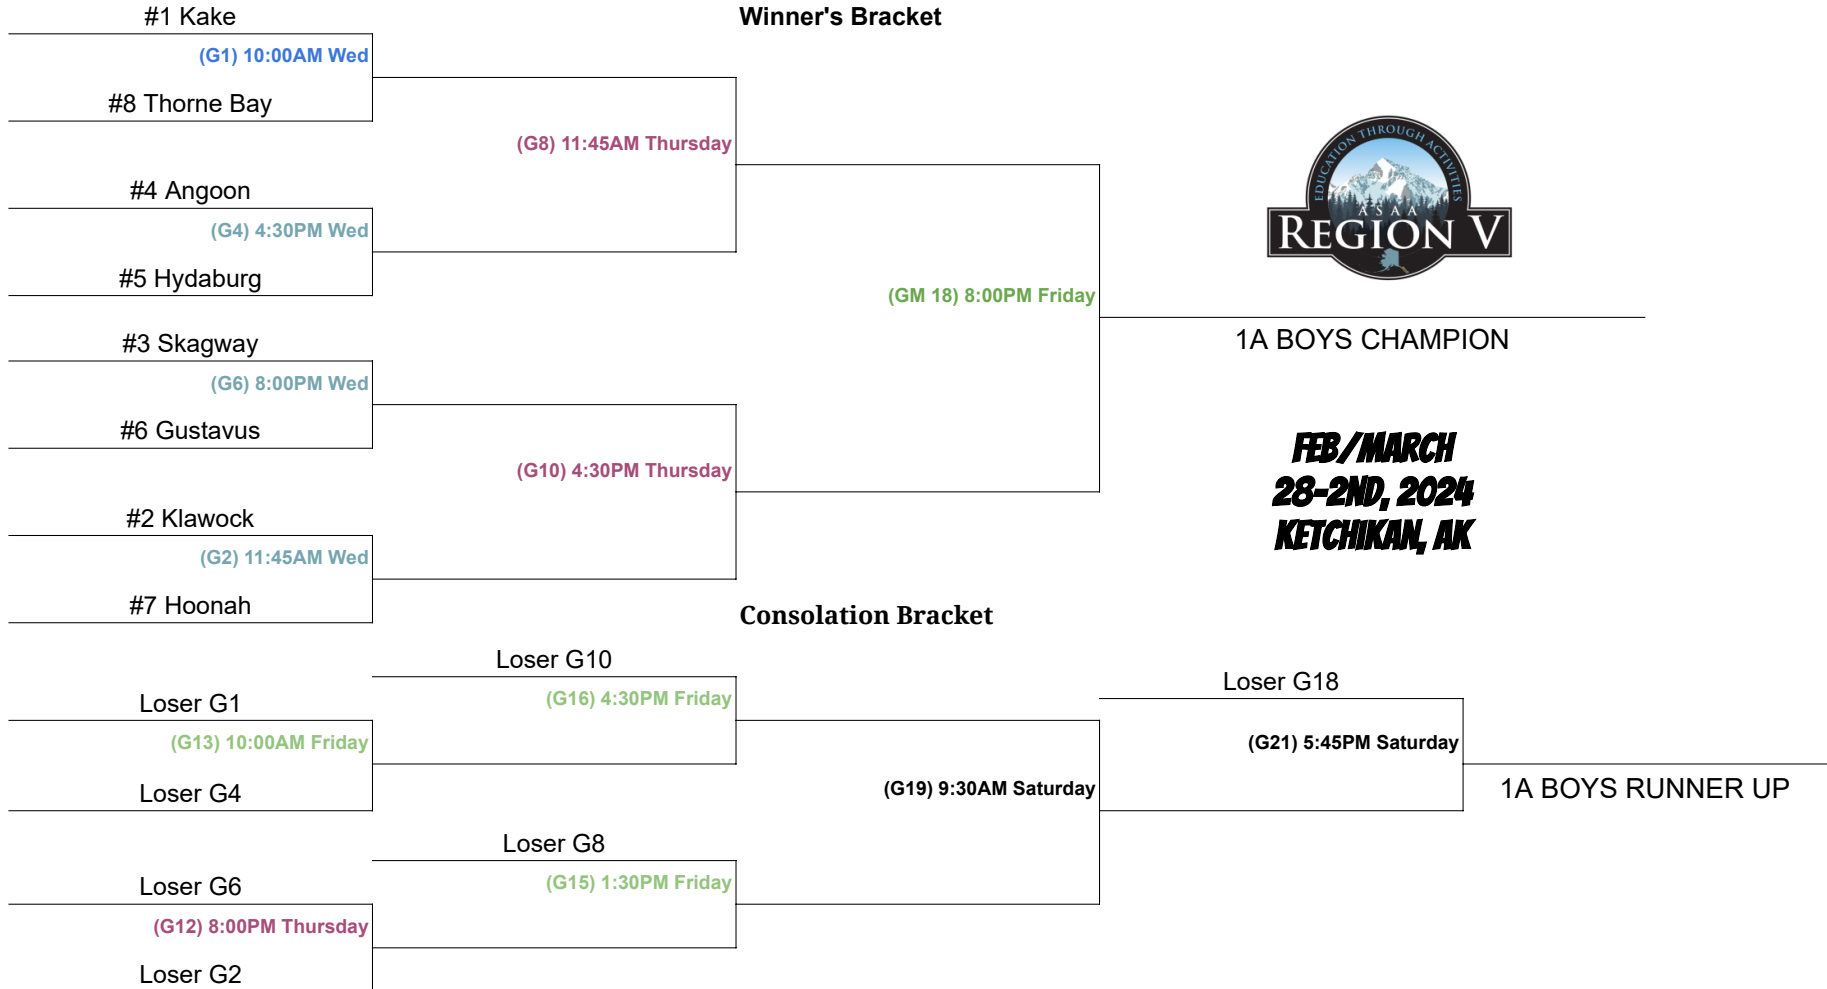 #1 Kake
Winner's Bracket
(G1) 10:00AM Wed
#8 Thorne Bay
(G8) 11:45AM Thursday
EDUCATION THROUGH ACTIVITIES
ASAA
REGION V
#4 Angoon
(G4) 4:30PM Wed
#5 Hydaburg
(GM 18) 8:00PM Friday
1A BOYS CHAMPION
#3 Skagway
(G6) 8:00PM Wed
#6 Gustavus
(G10) 4:30PM Thursday
FEB/MARCH
28-2ND, 2024
KETCHIKAN, AK
#2 Klawock
(G2) 11:45AM Wed
#7 Hoonah
Consolation Bracket
Loser G10
Loser G18
Loser G1
(G16) 4:30PM Friday
(G13) 10:00AM Friday
(G21) 5:45PM Saturday
Loser G4
(G19) 9:30AM Saturday
1A BOYS RUNNER UP
Loser G8
Loser G6
(G15) 1:30PM Friday
(G12) 8:00PM Thursday
Loser G2